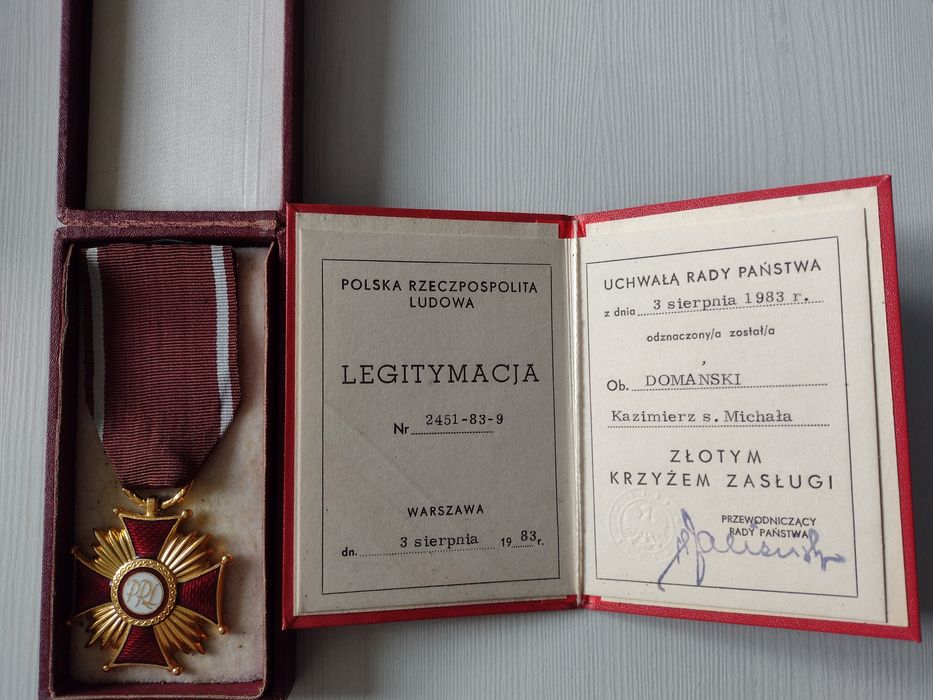 PRL
POLSKA RZECZPOSPOLITA
LUDOWA
LEGITYMACJA
Nr 2451-83-9
WARSZAWA
dn. 3 sierpnia 1983 r.
UCHWAŁĄ RADY PAŃSTWA
z dnia 3 sierpnia 1983 r.
odznaczony/a został/a
Ob. DOMAŃSKI
Kazimierz s. Michała
ZŁOTYM
KRZYŻEM ZASŁUGI
PRZEWODNICZĄCY
RADY PAŃSTWA